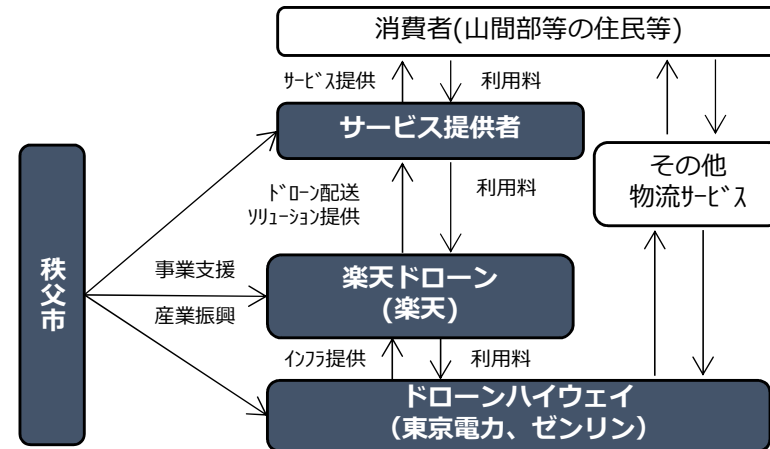 消費者(山間部等の住民等)
ｻｰﾋﾞｽ提供
利用料
サービス提供者
その他
物流ｻｰﾋﾞｽ
ﾄﾞﾛｰﾝ配送
ｿﾘｭｰｼｮﾝ提供
利用料
秩父市
事業支援
産業振興
楽天ドローン
(楽天)
ｲﾝﾌﾗ提供
利用料
ドローンハイウェイ
（東京電力、ゼンリン）